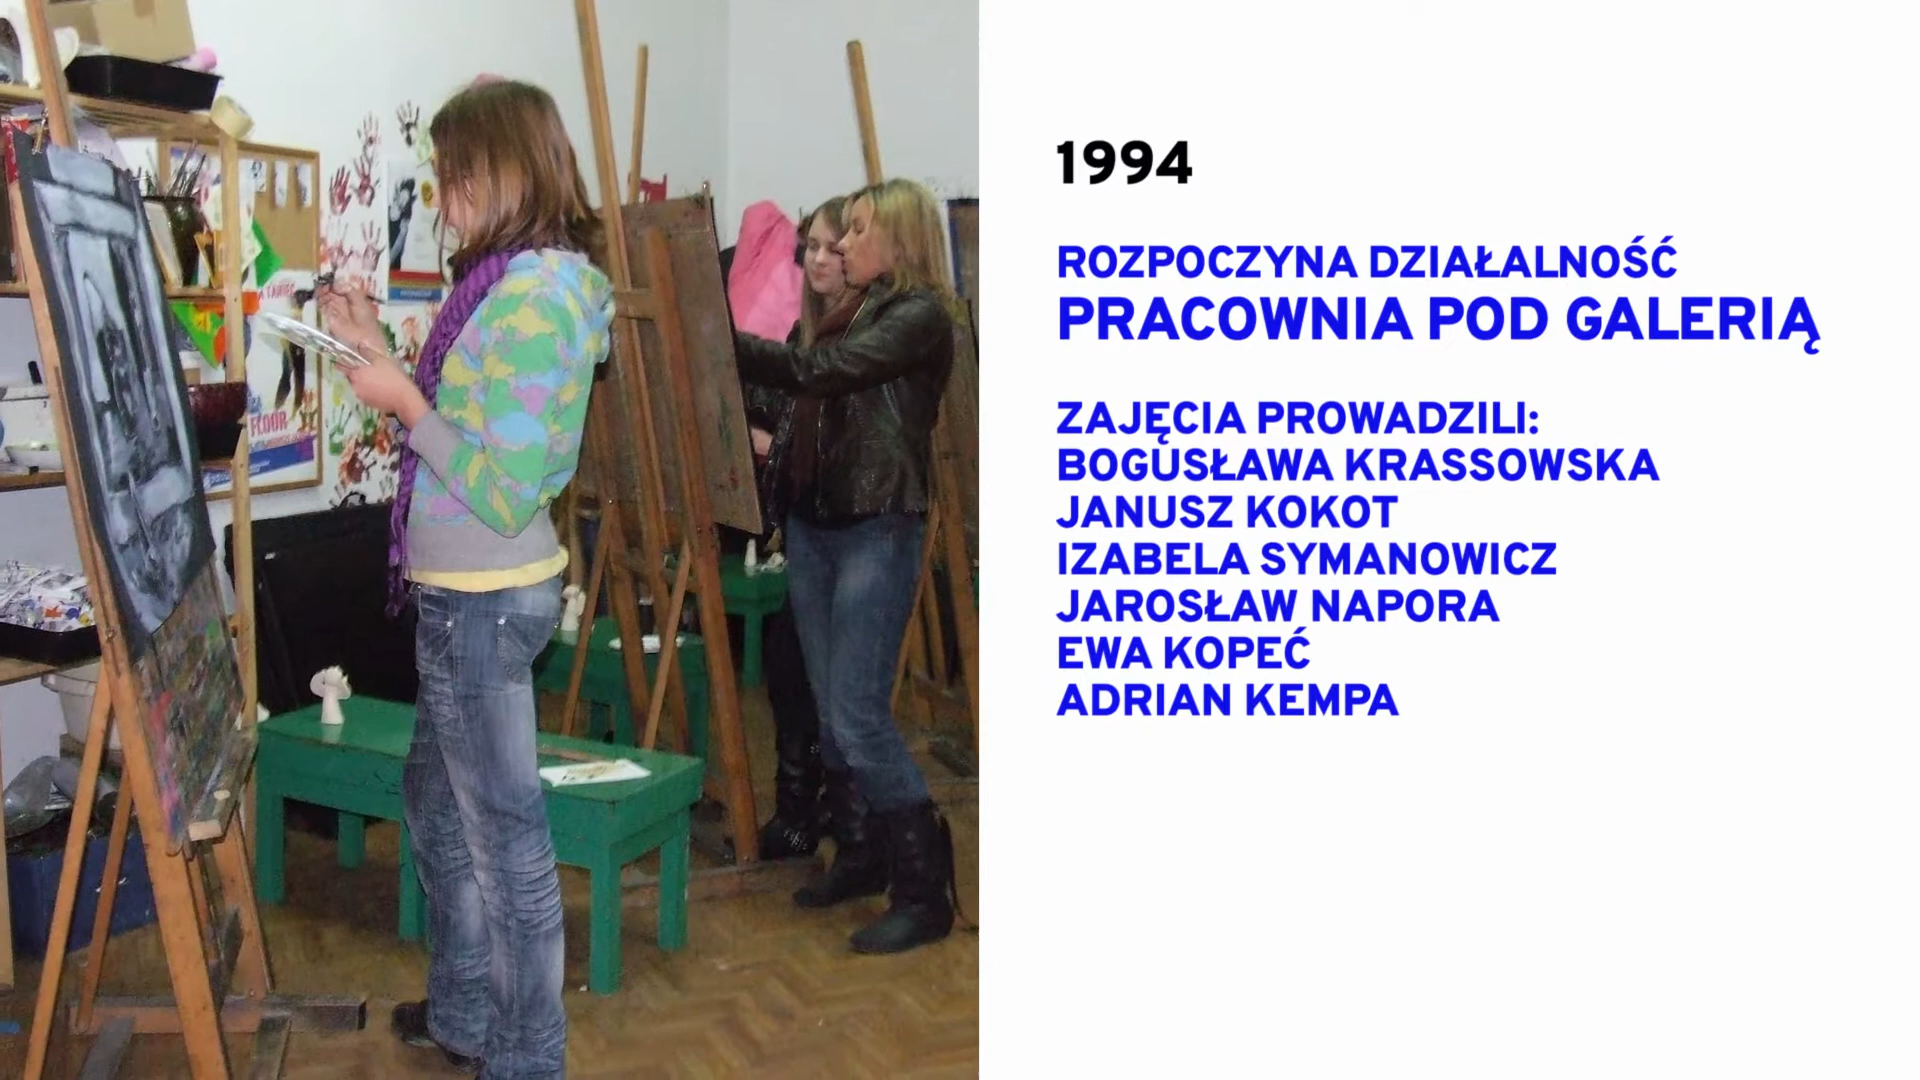 1994
ROZPOCZYNA DZIAŁALNOŚĆ
PRACOWNIA POD GALERIĄ
ZAJĘCIA PROWADZILI:
BOGUSŁAWA KRASSOWSKA
JANUSZ KOKOT
IZABELA SYMANOWICZ
JAROSŁAW NAPORA
EWA KOPEĆ
ADRIAN KEMPA
FLOOR